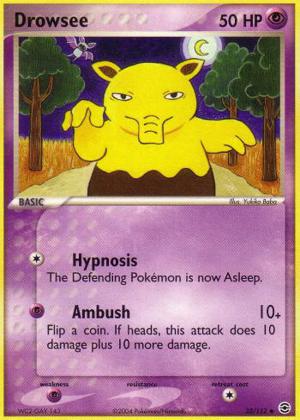 Drowsee
50 HP
BASIC
Illus. Yukiko Baba
Hypnosis
The Defending Pokémon is now Asleep.
Ambush 10+
Flip a coin. If heads, this attack does 10
damage plus 10 more damage.
weakness resistance retreat cost
©2004 Pokémon/Nintendo